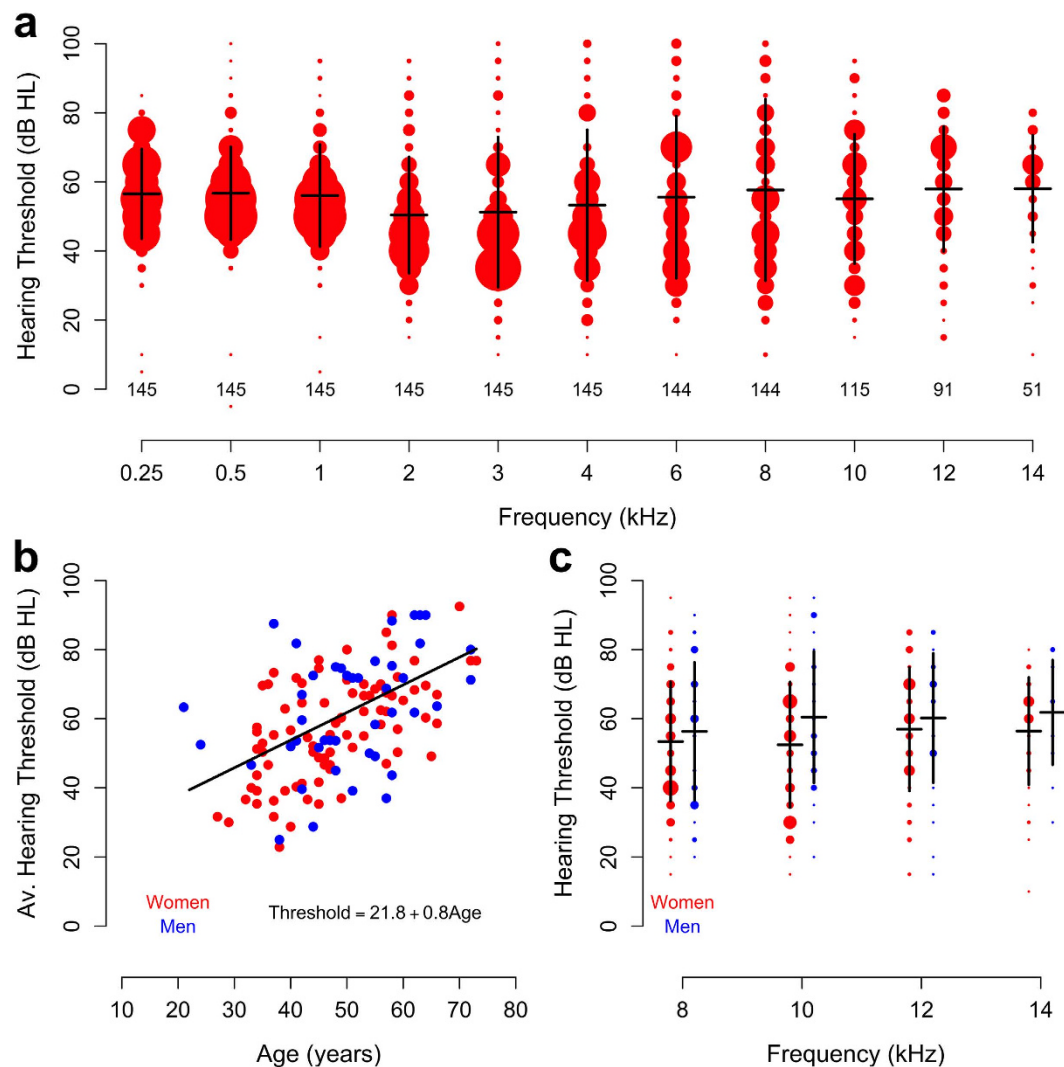 a
Hearing Threshold (dB HL)
100
80
60
40
20
0
145 145 145 145 145 145 144 144 115 91 51
0.25 0.5 1 2 3 4 6 8 10 12 14
Frequency (kHz)
b
Av. Hearing Threshold (dB HL)
100
80
60
40
20
0
Women
Men
Threshold = 21.8 + 0.8Age
10 20 30 40 50 60 70 80
Age (years)
c
Hearing Threshold (dB HL)
100
80
60
40
20
0
Women
Men
8 10 12 14
Frequency (kHz)